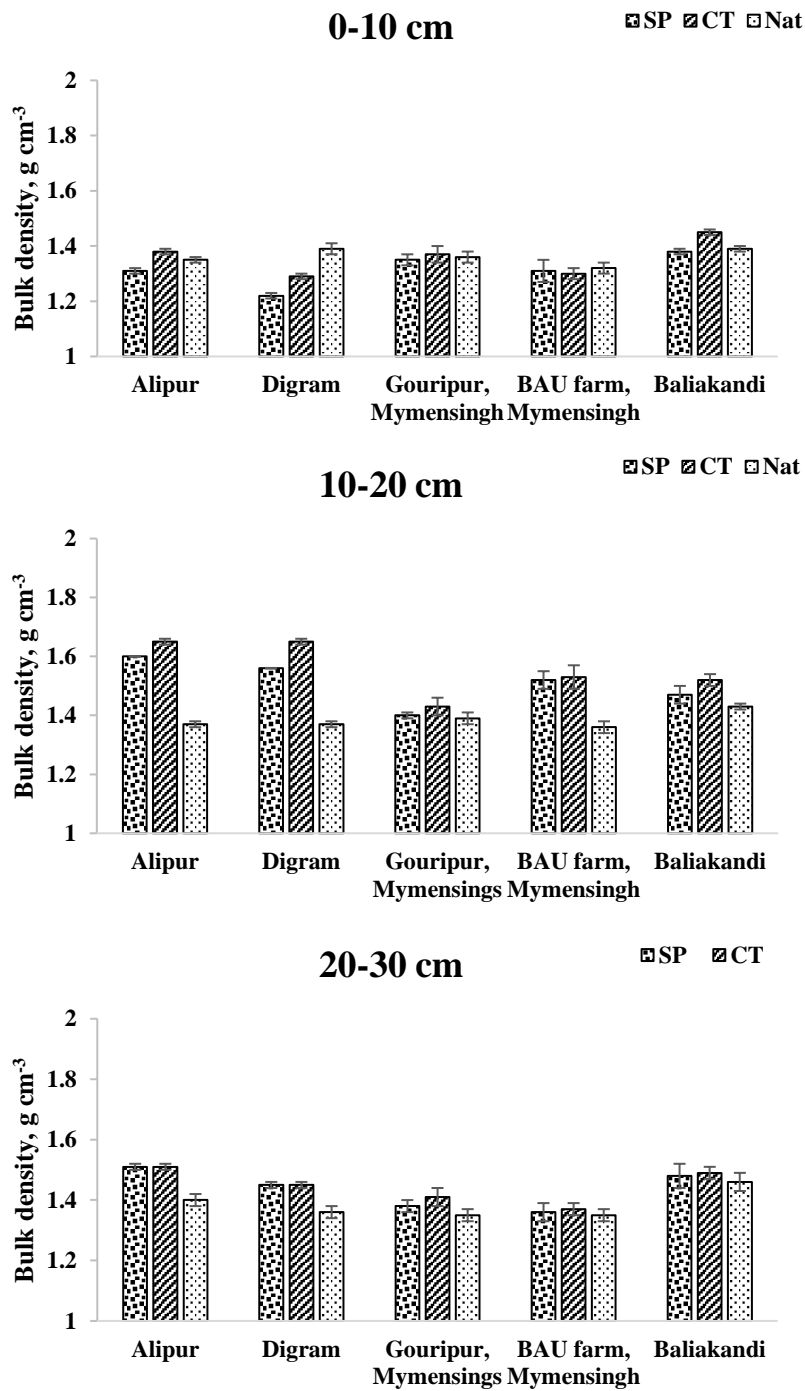 0-10 cm
SP CT Nat
2
1.8
1.6
1.4
1.2
1
Bulk density, g cm-3
Alipur Digram Gouripur, BAU farm, Baliakandi
Mymensingh Mymensingh
10-20 cm
SP CT Nat
2
1.8
1.6
1.4
1.2
1
Bulk density, g cm-3
Alipur Digram Gouripur, BAU farm, Baliakandi
Mymensings Mymensingh
20-30 cm
SP CT
2
1.8
1.6
1.4
1.2
1
Bulk density, g cm-3
Alipur Digram Gouripur, BAU farm, Baliakandi
Mymensings Mymensingh